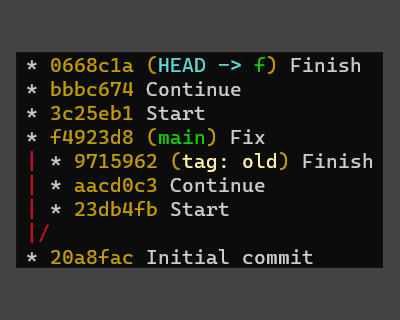 * 0668c1a (HEAD -> f) Finish
* bbbc674 Continue
* 3c25eb1 Start
* f4923d8 (main) Fix
| * 9715962 (tag: old) Finish
| * aacd0c3 Continue
| * 23db4fb Start
|/
* 20a8fac Initial commit